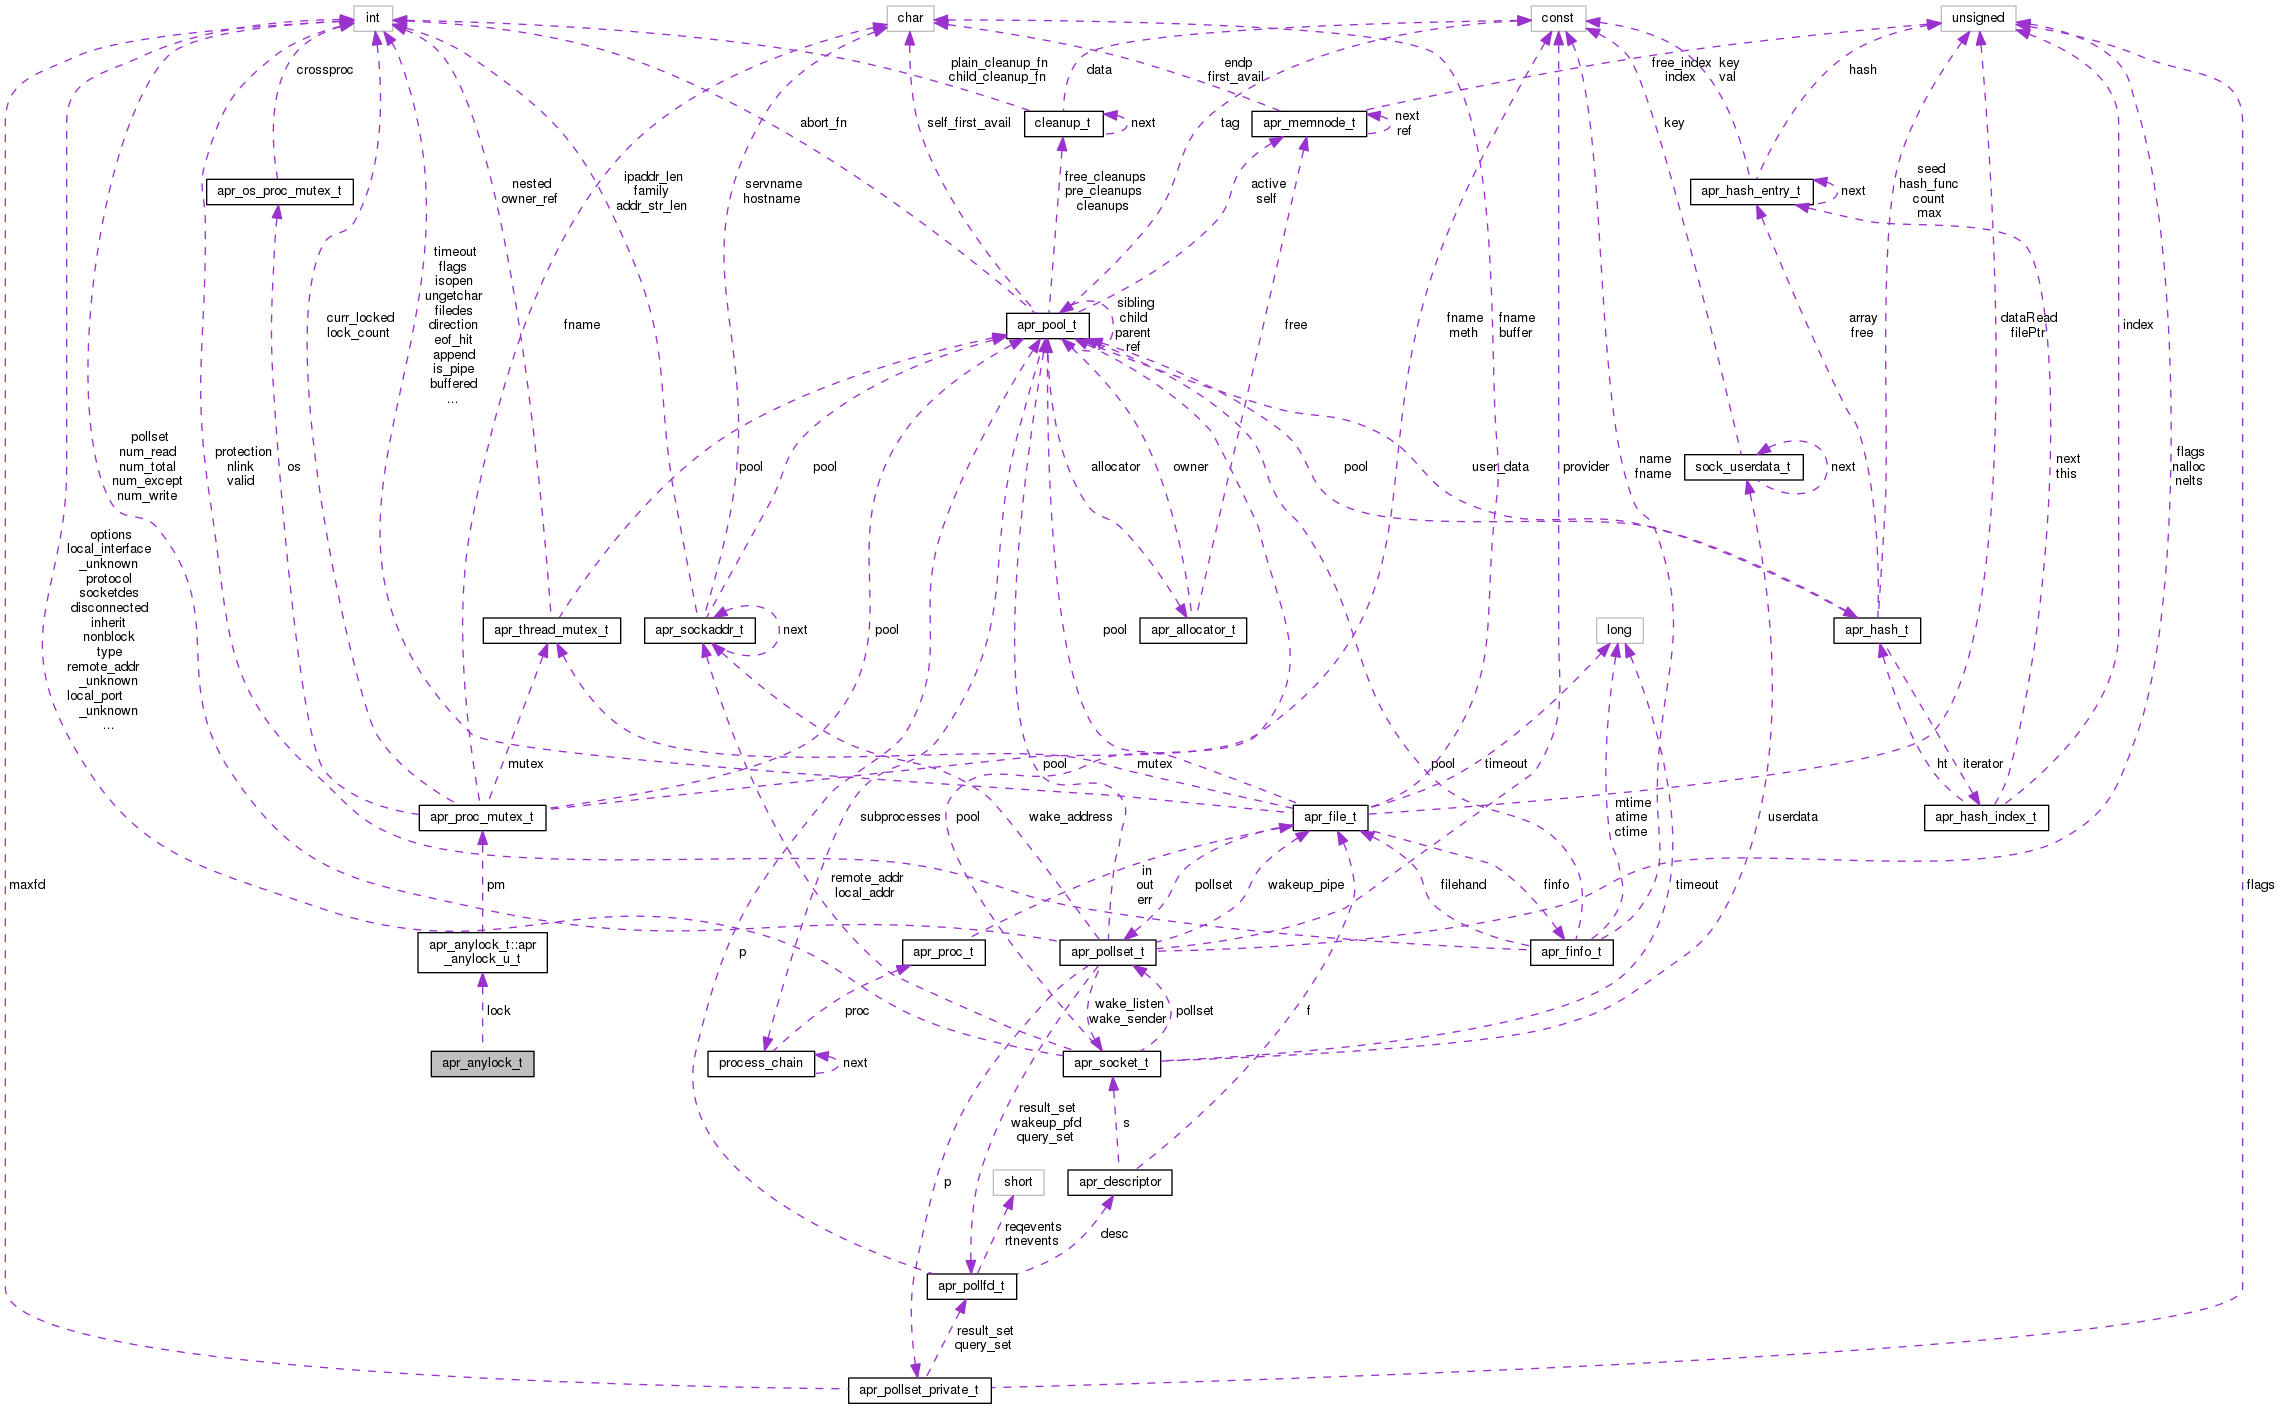 int
char
const
unsigned
crossproc
plain_cleanup_fn
child_cleanup_fn
data
endp
first_avail
free_index
index
key
val
hash
abort_fn
self_first_avail
cleanup_t
next
tag
apr_memnode_t
next
ref
key
apr_os_proc_mutex_t
nested
owner_ref
ipaddr_len
family
addr_str_len
servname
hostname
free_cleanups
pre_cleanups
cleanups
active
self
apr_hash_entry_t
next
seed
hash_func
count
max
timeout
flags
isopen
ungetchar
filedes
direction
eof_hit
append
is_pipe
buffered
...
curr_locked
lock_count
fname
apr_pool_t
sibling
child
parent
ref
free
fname
meth
fname
buffer
array
free
dataRead
filePtr
index
pollset
num_read
num_total
num_except
num_write
protection
nlink
valid
os
pool
pool
allocator
owner
pool
user_data
provider
name
fname
sock_userdata_t
next
next
this
flags
nalloc
nelts
options
local_interface
_unknown
protocol
socketdes
disconnected
inherit
nonblock
type
remote_addr
_unknown
local_port
_unknown
...
apr_thread_mutex_t
apr_sockaddr_t
next
pool
pool
apr_allocator_t
long
apr_hash_t
mutex
pool
mutex
timeout
pool
ht
iterator
apr_proc_mutex_t
subprocesses
pool
wake_address
apr_file_t
mtime
atime
ctime
userdata
apr_hash_index_t
maxfd
pm
remote_addr
local_addr
in
out
err
pollset
wakeup_pipe
filehand
finfo
timeout
flags
apr_anylock_t::apr
_anylock_u_t
p
apr_proc_t
apr_pollset_t
apr_finfo_t
lock
proc
wake_listen
wake_sender
pollset
f
apr_anylock_t
process_chain
next
apr_socket_t
result_set
wakeup_pfd
query_set
s
p
short
apr_descriptor
reqevents
rtnevents
desc
apr_pollfd_t
result_set
query_set
apr_pollset_private_t